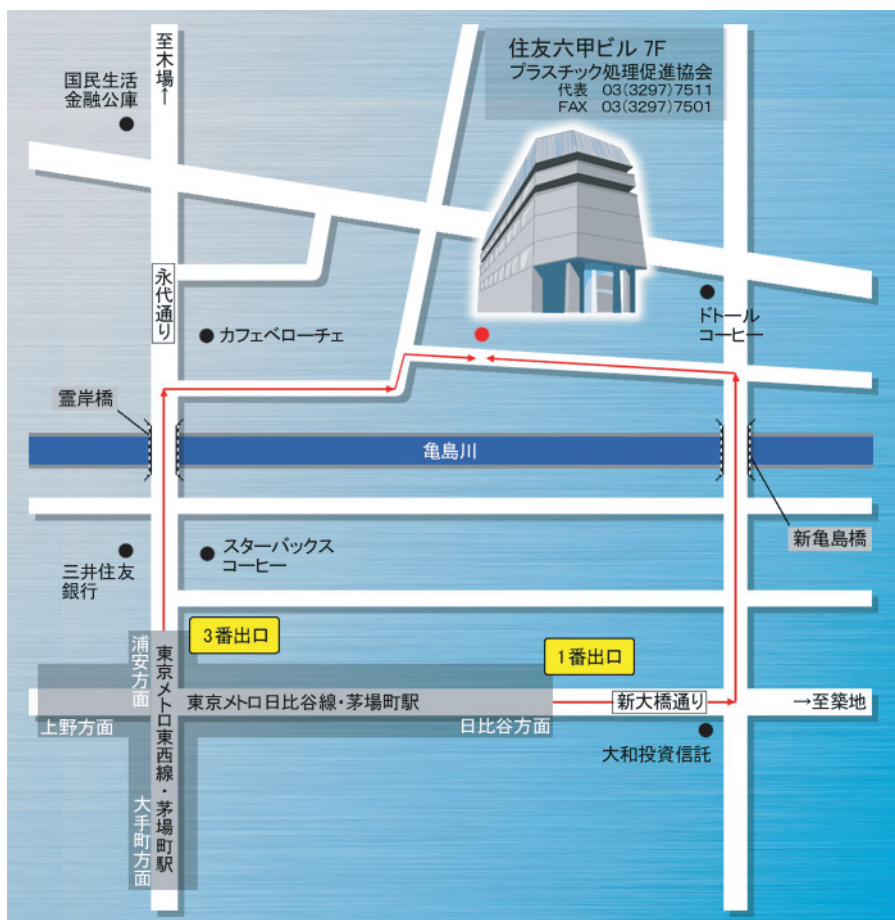 至木場↑
国民生活
金融公庫
住友六甲ビル 7F
プラスチック処理促進協会
代表 03(3297)7511
FAX 03(3297)7501
永代通り
カフェベローチェ
ドトール
コーヒー
霊岸橋
亀島川
新亀島橋
三井住友
銀行
スターバックス
コーヒー
3番出口
1番出口
浦安方面
東京メトロ東西線・茅場町駅
大手町方面
東京メトロ日比谷線・茅場町駅
上野方面
日比谷方面
新大橋通り
→至築地
大和投資信託